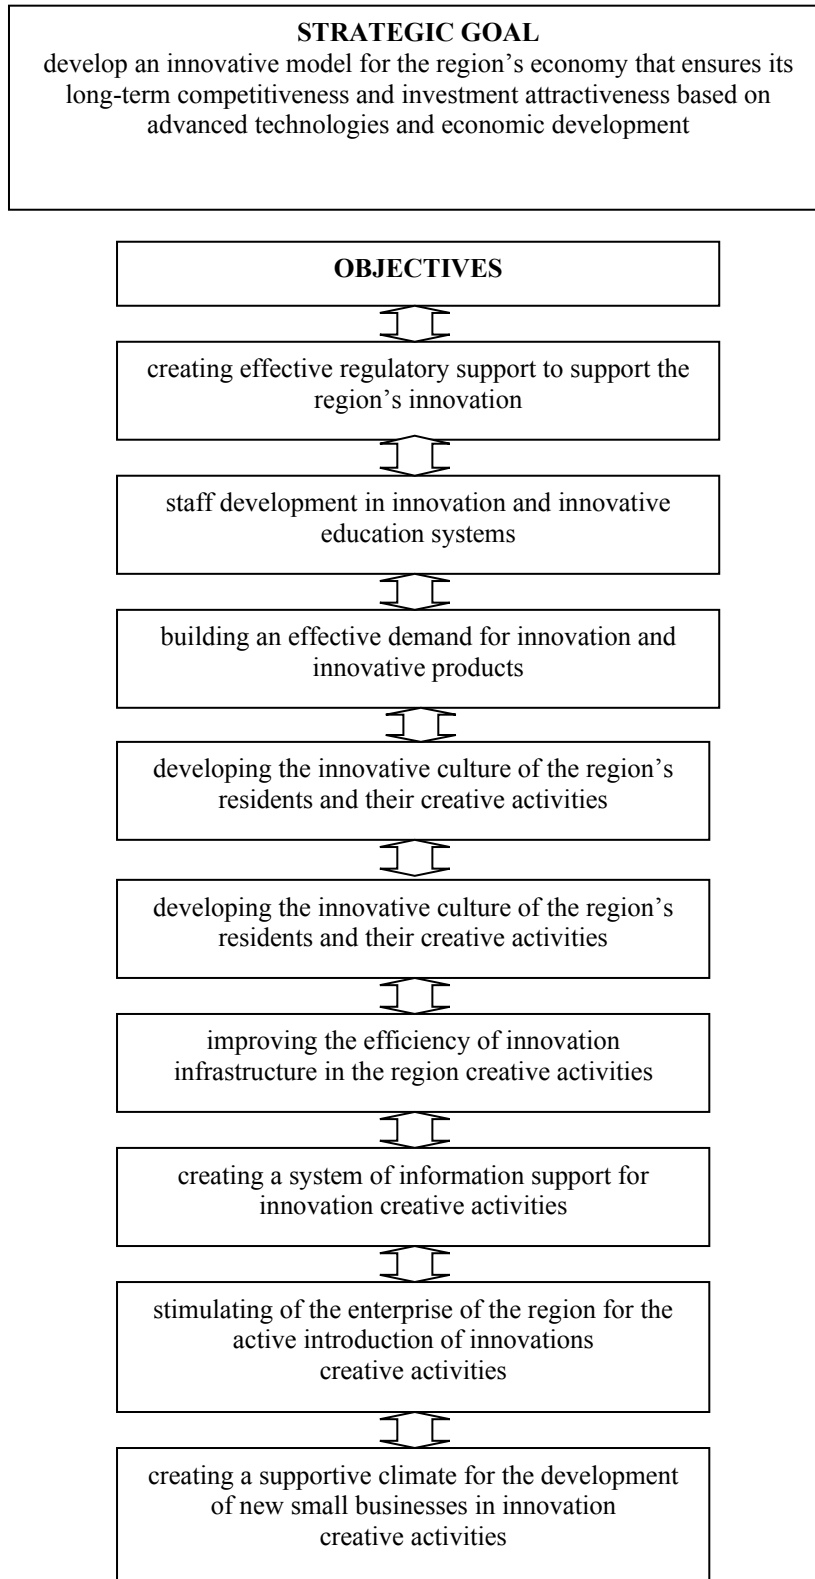 STRATEGIC GOAL
develop an innovative model for the region’s economy that ensures its
long-term competitiveness and investment attractiveness based on
advanced technologies and economic development
OBJECTIVES
creating effective regulatory support to support the
region’s innovation
staff development in innovation and innovative
education systems
building an effective demand for innovation and
innovative products
developing the innovative culture of the region’s
residents and their creative activities
developing the innovative culture of the region’s
residents and their creative activities
improving the efficiency of innovation
infrastructure in the region creative activities
creating a system of information support for
innovation creative activities
stimulating of the enterprise of the region for the
active introduction of innovations
creative activities
creating a supportive climate for the development
of new small businesses in innovation
creative activities